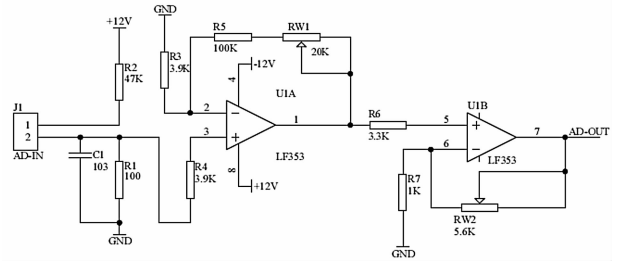 GND
+12V
R5
100K
RW1
20K
R3
3.9K
-12V
4
R2
47K
U1A
J1
1
2
AD-IN
2
3
1
LF353
8
+12V
R6
3.3K
U1B
5
6
7
AD-OUT
LF353
C1
103
R1
100
R4
3.9K
R7
1K
RW2
5.6K
GND
GND